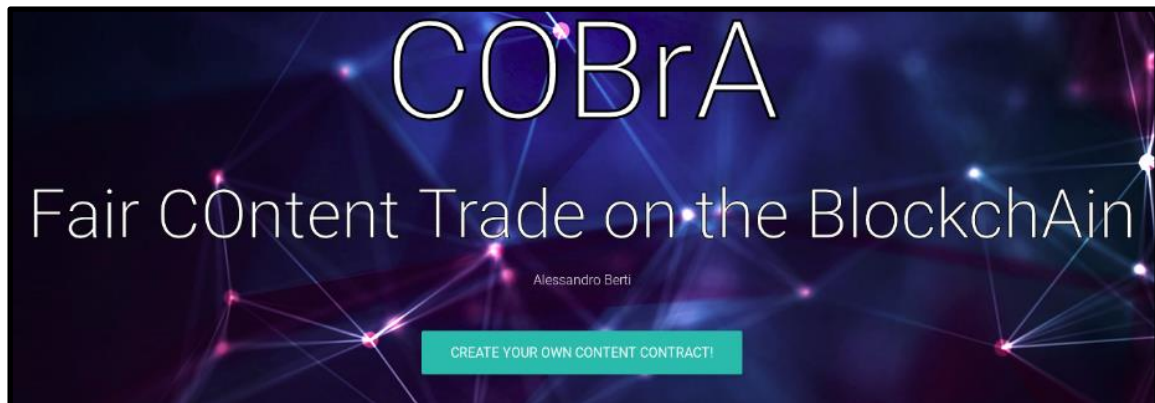 COBrA
Fair COntent Trade on the BlockchAin
Alessandro Berti
CREATE YOUR OWN CONTENT CONTRACT!